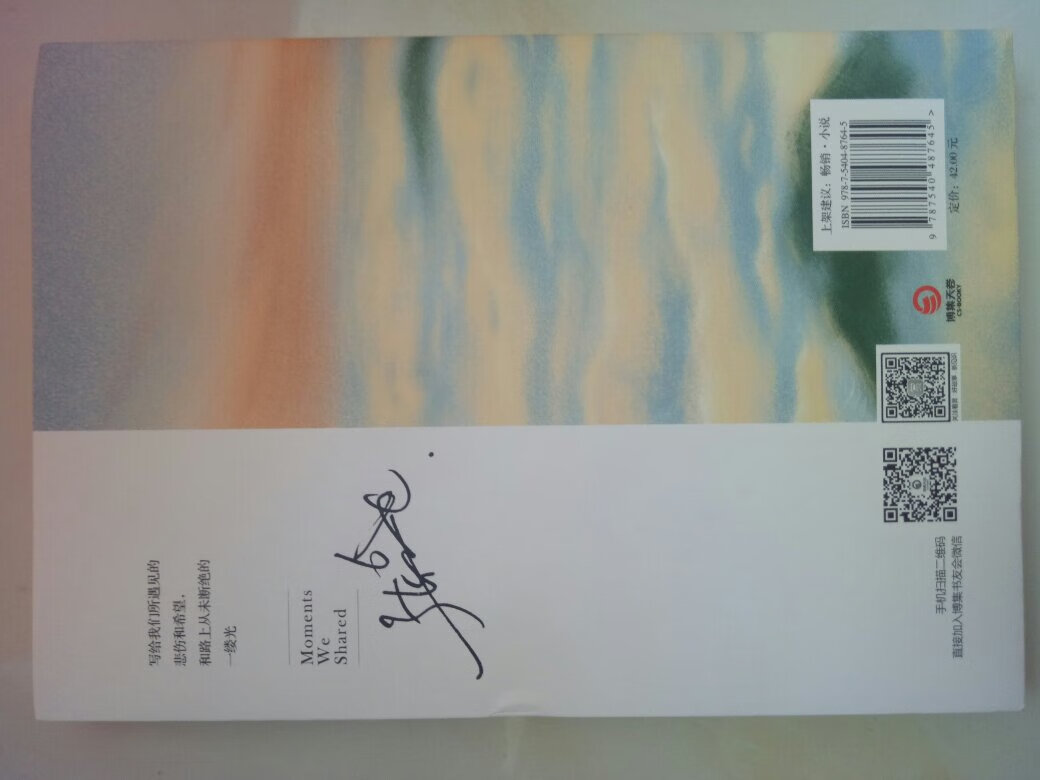 写给我们所遇见的
悲伤和希望，
和路上从未断绝的
一缕光
Moments
We
Shared
上架建议：畅销·小说
ISBN 978-7-5404-8764-5
9 787540 487645 >
定价：42.00 元
博集天卷
CS-BOOKY
手机扫描二维码
直接加入博集书友会微信